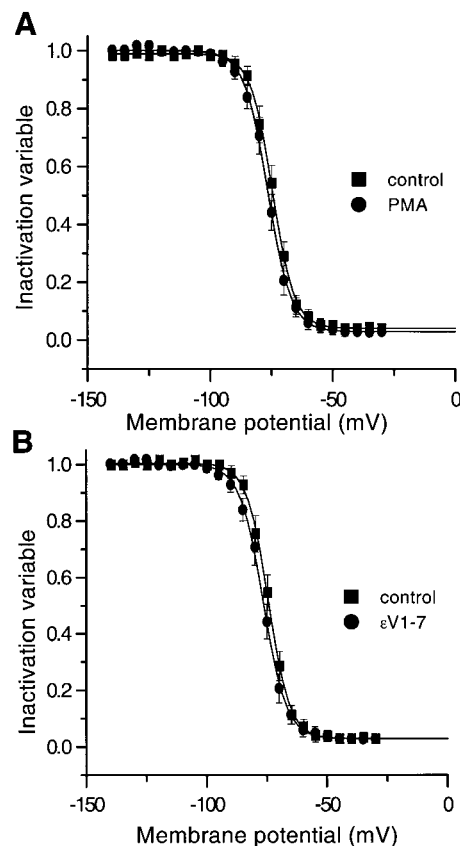 A
1.0
0.8
0.6
0.4
0.2
0.0
Inactivation variable
control
PMA
-150
-100
-50
0
Membrane potential (mV)
B
1.0
0.8
0.6
0.4
0.2
0.0
Inactivation variable
control
εV1-7
-150
-100
-50
0
Membrane potential (mV)